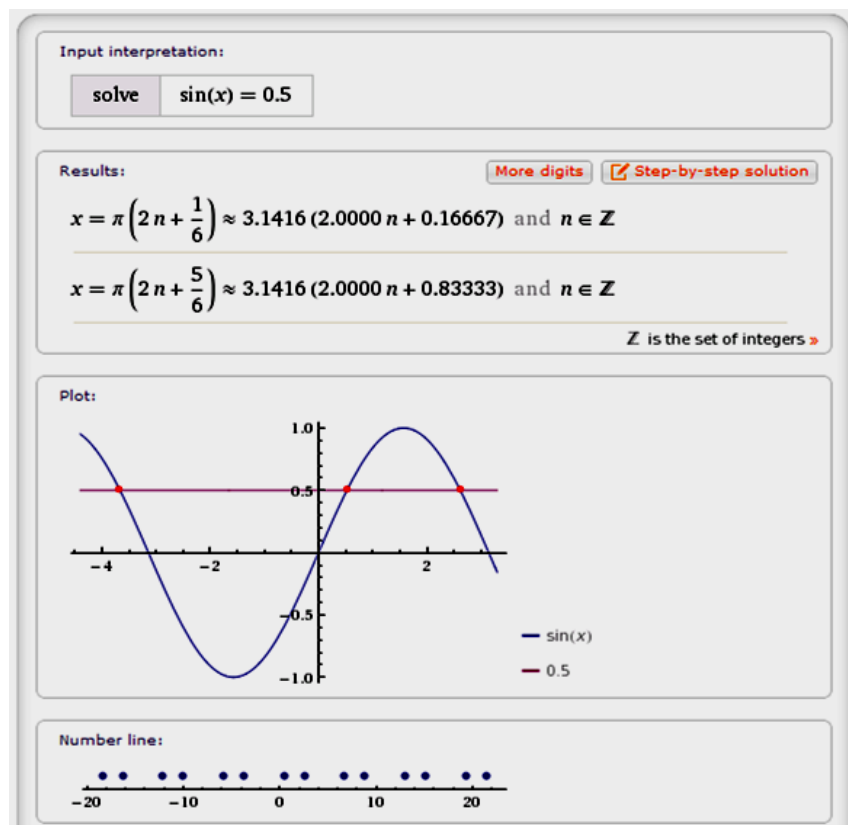 Input interpretation:
solve sin(x) = 0.5
Results: More digits Step-by-step solution
x = π(2 n + 1/6) ≈ 3.1416 (2.0000 n + 0.16667) and n ∈ ℤ
x = π(2 n + 5/6) ≈ 3.1416 (2.0000 n + 0.83333) and n ∈ ℤ
ℤ is the set of integers »
Plot:
1.0
0.5
-4 -2 2
-0.5
-1.0
sin(x)
0.5
Number line:
-20 -10 0 10 20